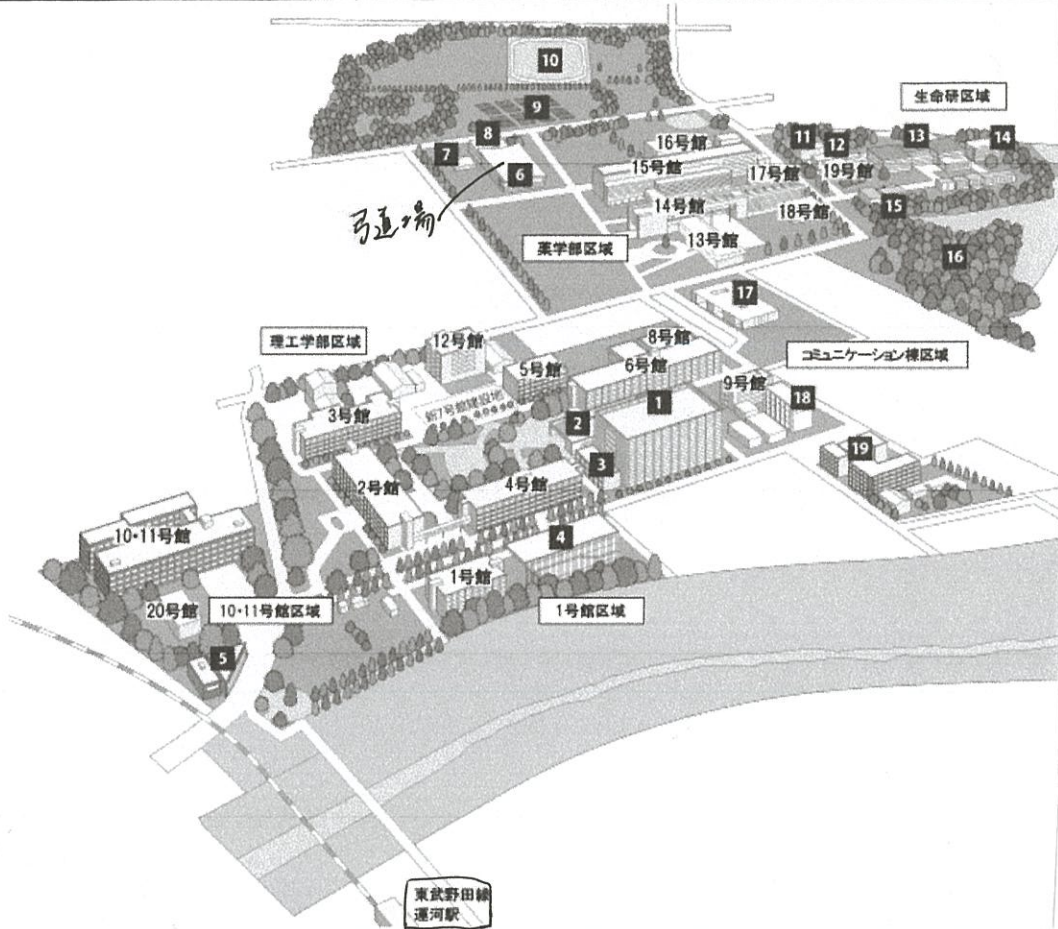 10
生命研区域
9
8
11
12
13
14
7
16号館
6
15号館
17号館
19号館
弓道場
14号館
18号館
15
薬学部区域
13号館
16
17
理工学部区域
12号館
8号館
コミュニケーション棟区域
5号館
6号館
9号館
新7号館建設地
1
18
3号館
2
3
19
2号館
4号館
10・11号館
4
1号館
20号館
10・11号館区域
1号館区域
5
東武野田線
運河駅